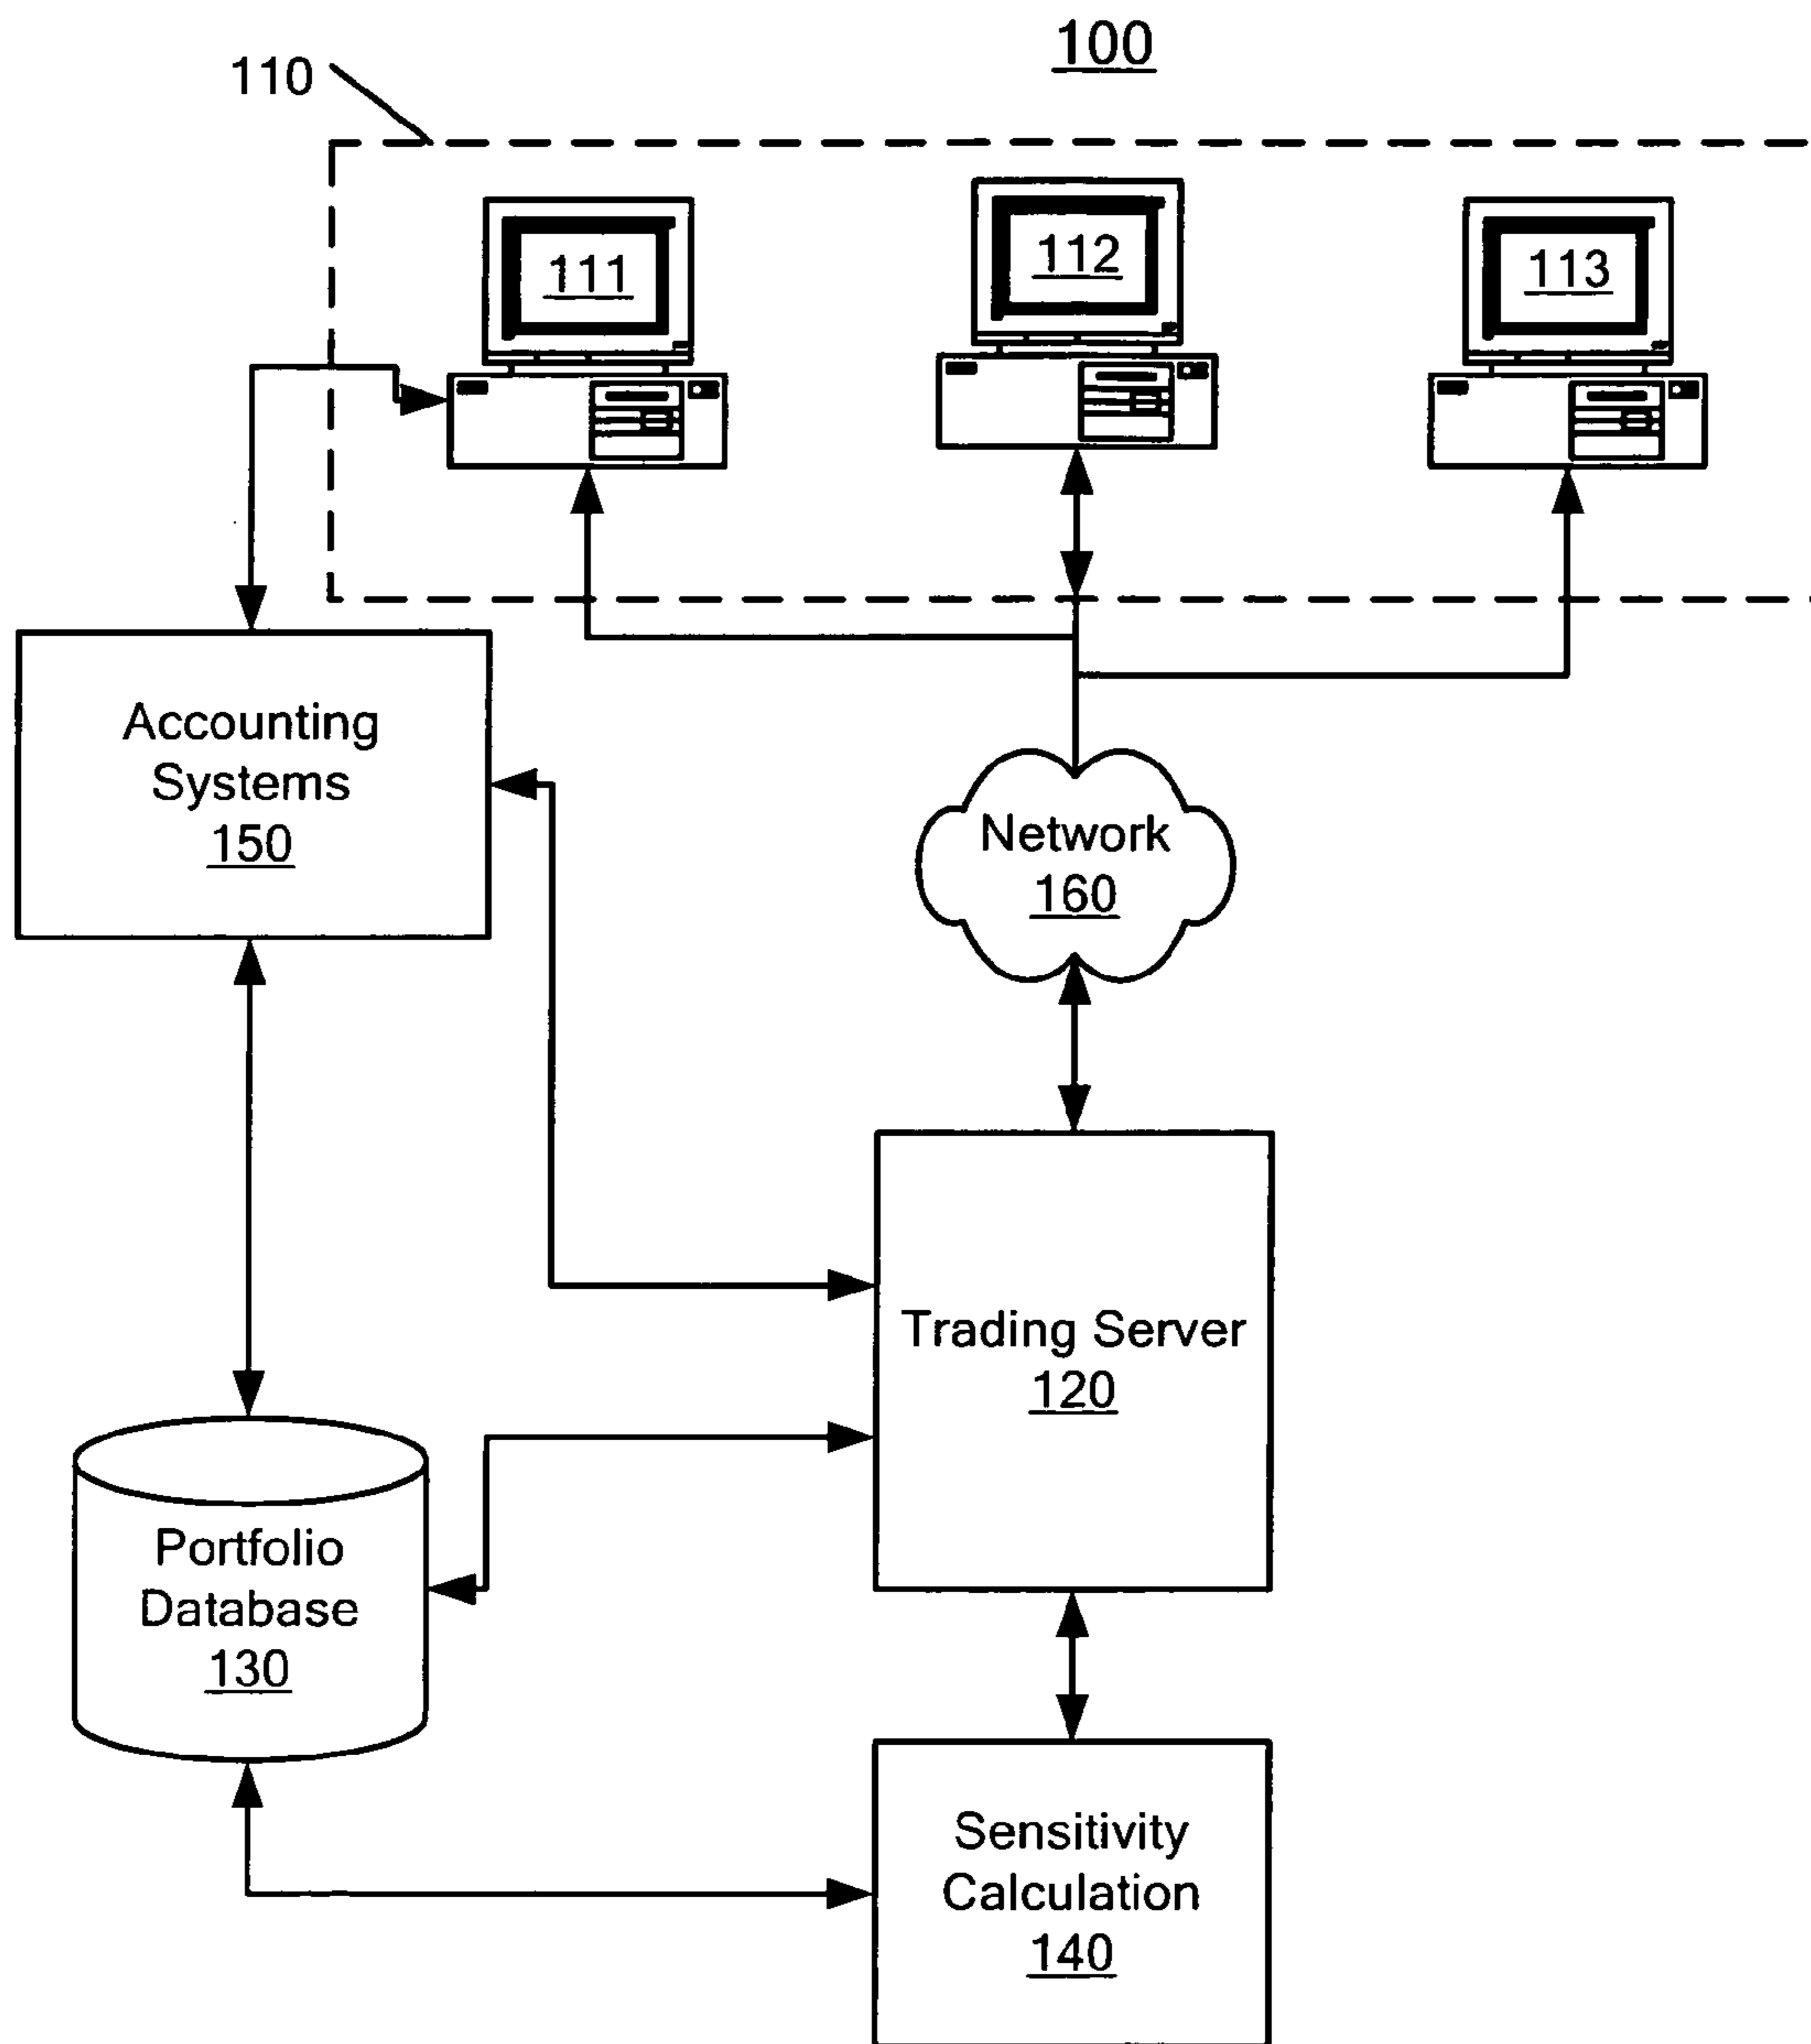 100
110
111
112
113
Accounting
Systems
150
Network
160
Trading Server
120
Portfolio
Database
130
Sensitivity
Calculation
140